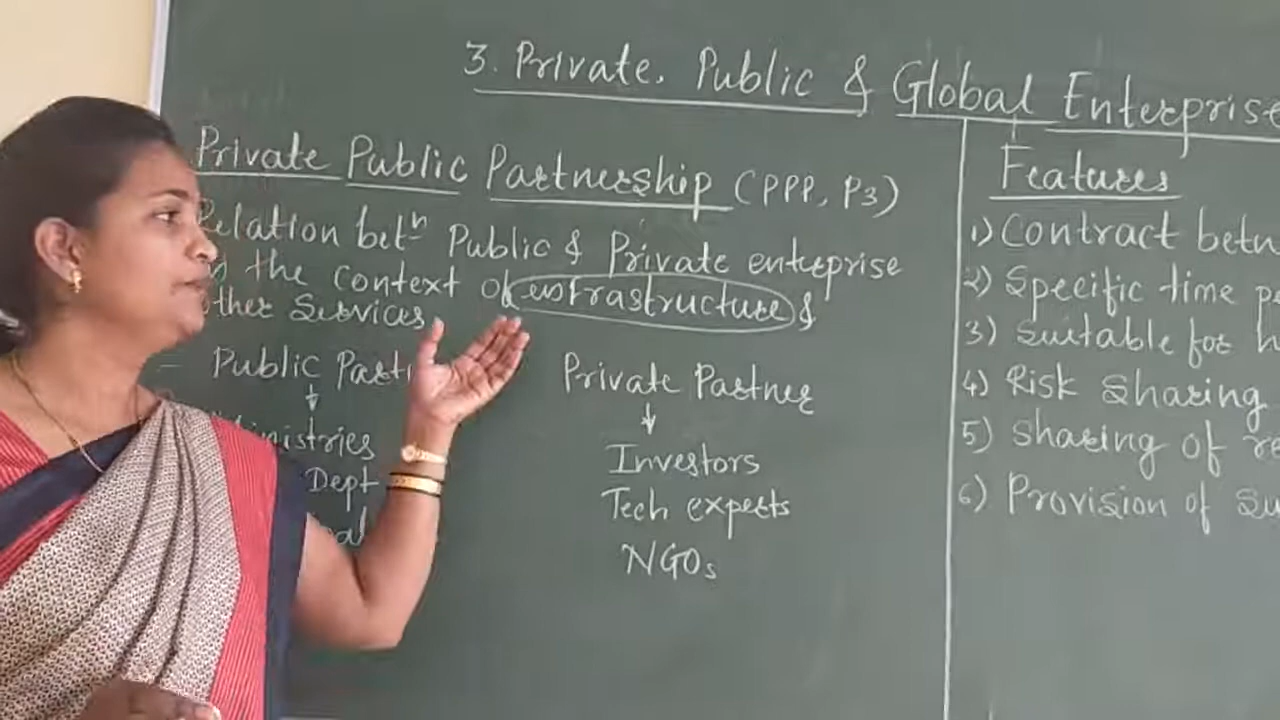 3. Private, Public & Global Enterprise
Private Public Partnership (PPP, P3)
Relation betn Public & Private enterprise
the context of infrastructure &
other services
- Public
↓
Ministries
Dept
Private Partner
↓
Investors
Tech experts
NGOs
Features
1) Contract betn
2) Specific time
3) Suitable for
4) Risk Sharing
5) Sharing of
6) Provision of